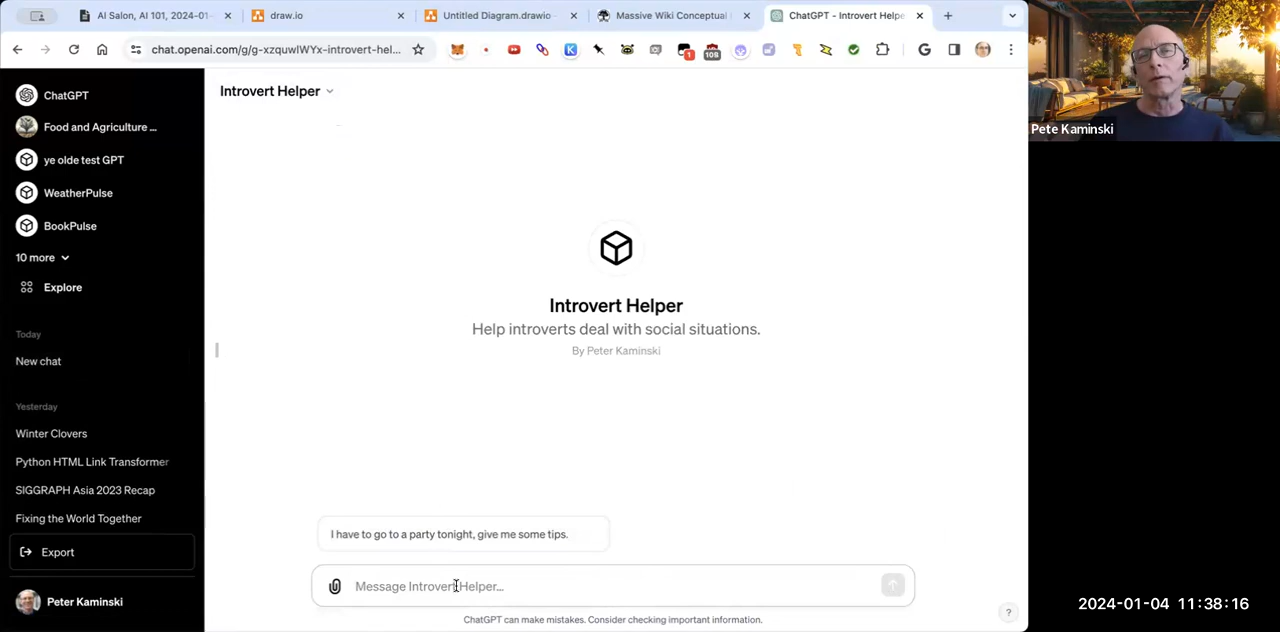 AI Salon, AI 101, 2024-01
draw.io
Untitled Diagram.drawio
Massive Wiki Conceptual
ChatGPT - Introvert Helpe
chat.openai.com/g/g-xzquwIWYx-introvert-hel...
1
109
ChatGPT
Food and Agriculture ...
ye olde test GPT
WeatherPulse
BookPulse
10 more
Explore
Today
New chat
Yesterday
Winter Clovers
Python HTML Link Transformer
SIGGRAPH Asia 2023 Recap
Fixing the World Together
Export
Peter Kaminski
Introvert Helper
Introvert Helper
Help introverts deal with social situations.
By Peter Kaminski
I have to go to a party tonight, give me some tips.
Message Introvert Helper...
ChatGPT can make mistakes. Consider checking important information.
?
Pete Kaminski
2024-01-04 11:38:16